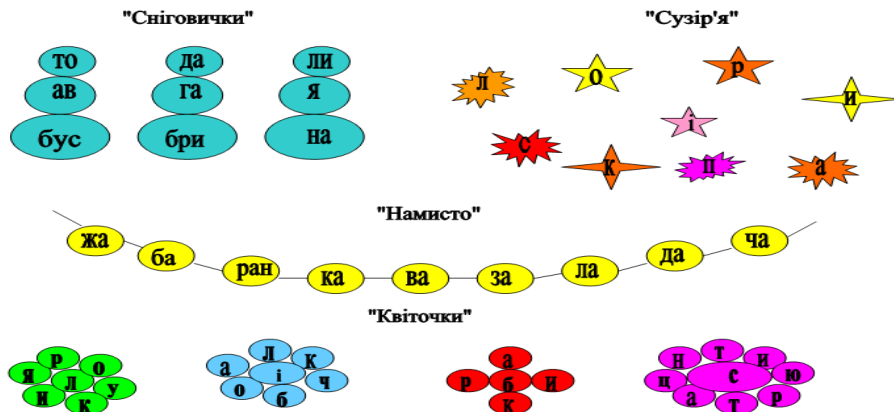 "Сніговички" "Сузір'я"
то да ли
ав га я
бус бри на
Л О р и
С і
К П а
"Намисто"
жа ба ран ка ва за ла да ча
"Квіточки"
р о л у к и я
л к ч б о а і
а р б и к
т и ю р т а ц н с